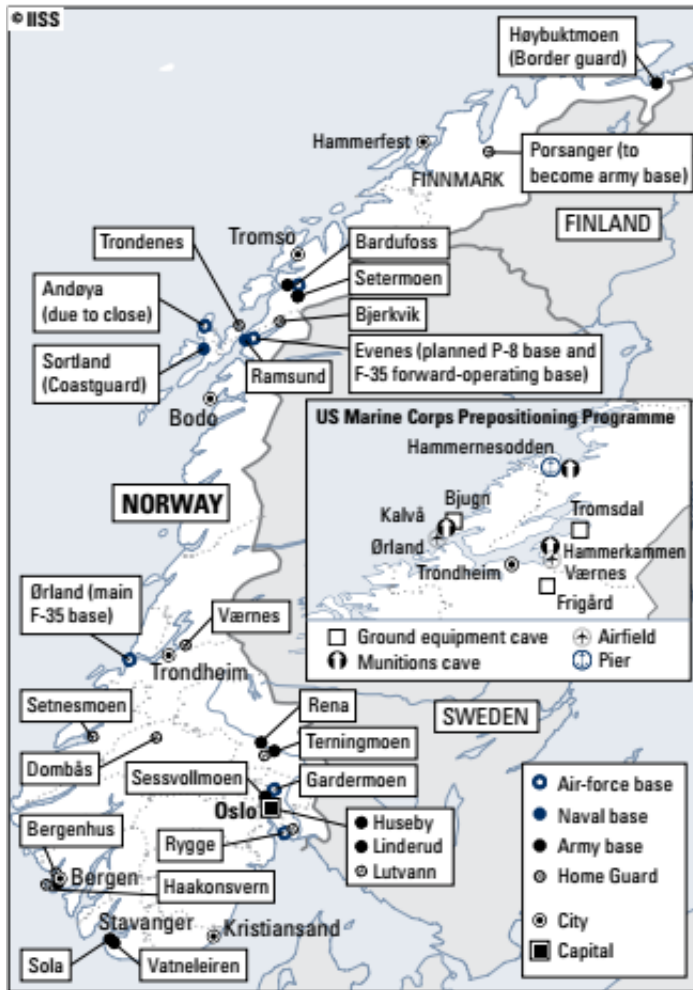 © IISS
Høybuktmoen
(Border guard)
Hammerfest
Porsanger (to
become army base)
FINNMARK
FINLAND
Trondenes
Tromso
Bardufoss
Setermoen
Andøya
(due to close)
Bjerkvik
Sortland
(Coastguard)
Ramsund
Evenes (planned P-8 base and
F-35 forward-operating base)
Bodo
US Marine Corps Prepositioning Programme
Hammernesodden
Bjugn
Kalvå
Tromsdal
Ørland
Hammerkammen
Trondheim
Værnes
Frigård
Ground equipment cave
Airfield
Munitions cave
Pier
NORWAY
Ørland (main
F-35 base)
Værnes
Trondheim
Setnesmoen
Rena
SWEDEN
Dombås
Terningmoen
Sessvollmoen
Gardermoen
Oslo
Huseby
Linderud
Lutvann
Bergenhus
Rygge
Bergen
Haakonsvern
Stavanger
Kristiansand
Sola
Vatneleiren
Air-force base
Naval base
Army base
Home Guard
City
Capital